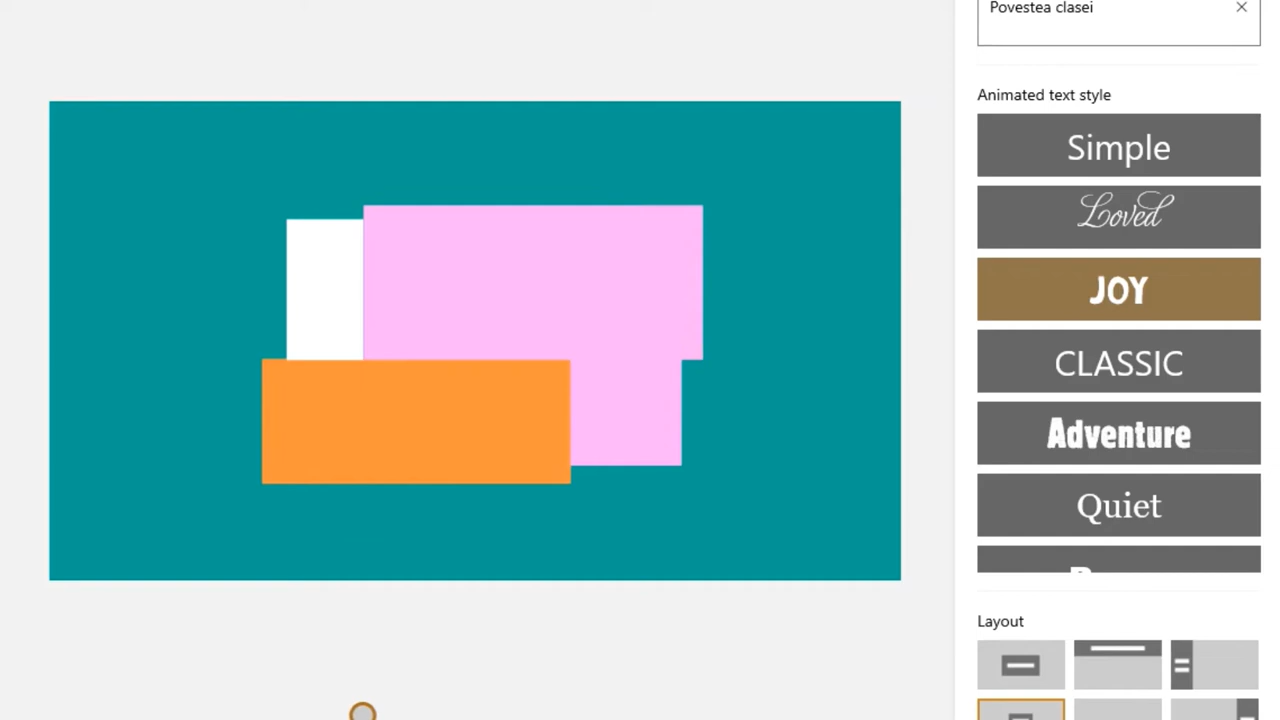 Povestea clasei
Animated text style
Simple
Loved
JOY
CLASSIC
Adventure
Quiet
Layout